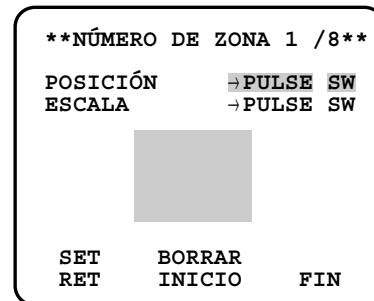 **NÚMERO DE ZONA 1 /8**
POSICIÓN →PULSE SW
ESCALA →PULSE SW
SET BORRAR
RET INICIO FIN